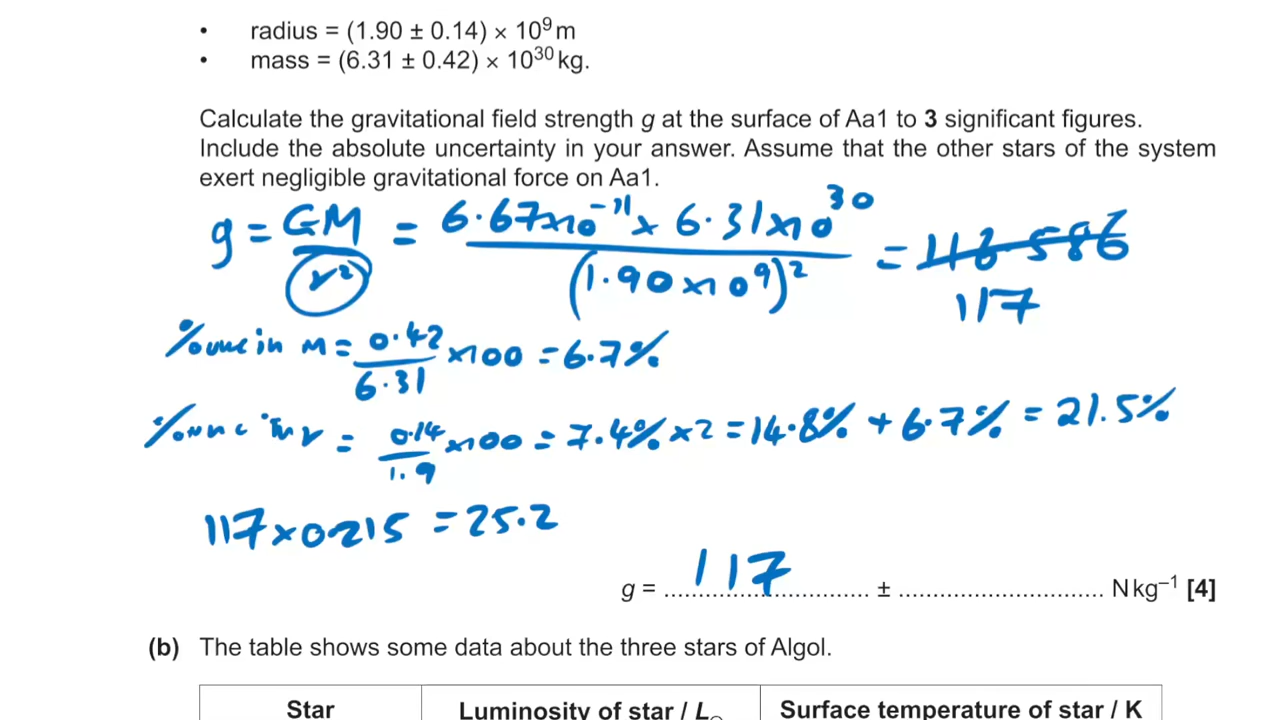 • radius = (1.90 ± 0.14) × 10⁹ m
• mass = (6.31 ± 0.42) × 10³⁰ kg.
Calculate the gravitational field strength g at the surface of Aa1 to 3 significant figures.
Include the absolute uncertainty in your answer. Assume that the other stars of the system
exert negligible gravitational force on Aa1.
g = GM/r² = 6.67×10⁻¹¹ × 6.31×10³⁰ / (1.90×10⁹)² =
117
% unc in M = 0.42/6.31 ×100 = 6.7%
% unc in r = 0.14/1.9 ×100 = 7.4% ×2 = 14.8% + 6.7% = 21.5%
117×0.215 = 25.2
g = 117 ± ............................. N kg⁻¹ [4]
(b) The table shows some data about the three stars of Algol.
Star Luminosity of star / L☉ Surface temperature of star / K